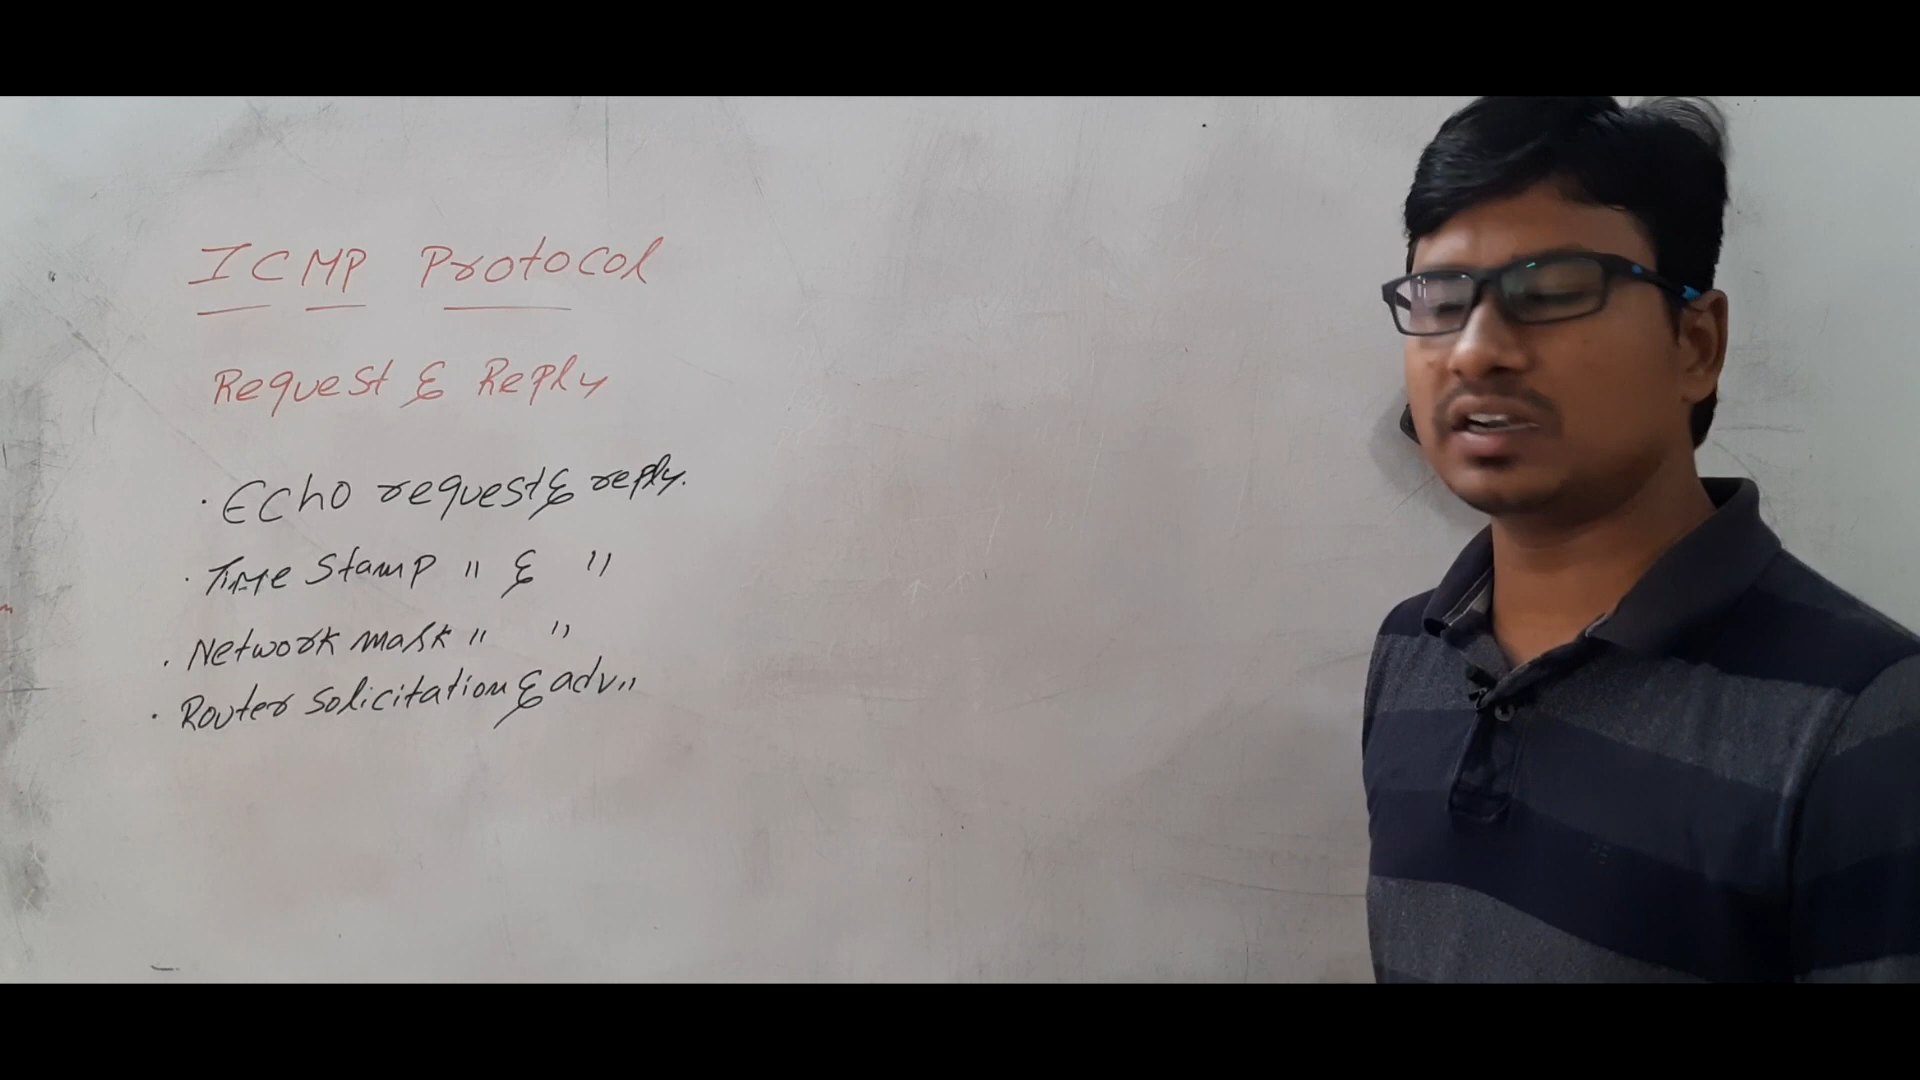 ICMP Protocol
Request & Reply
· Echo request & reply.
· Time Stamp " & "
· Network mask " "
· Router Solicitation & adv"